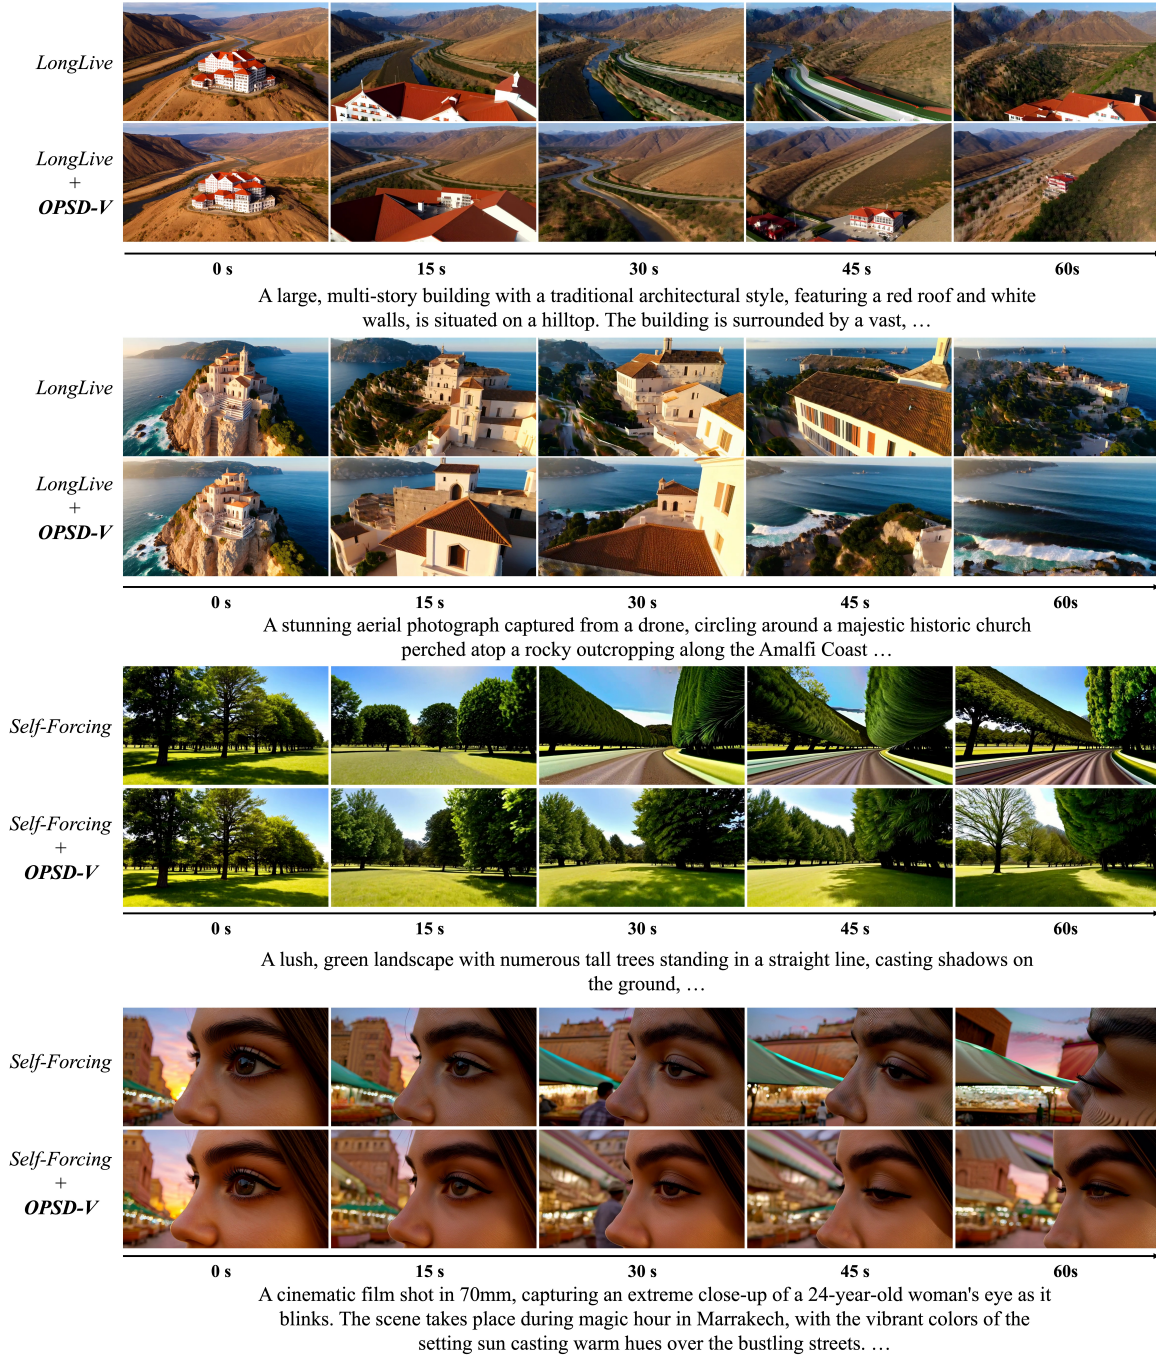 LongLive
LongLive
+
OPSD-V
0 s 15 s 30 s 45 s 60s
A large, multi-story building with a traditional architectural style, featuring a red roof and white
walls, is situated on a hilltop. The building is surrounded by a vast, …
LongLive
LongLive
+
OPSD-V
0 s 15 s 30 s 45 s 60s
A stunning aerial photograph captured from a drone, circling around a majestic historic church
perched atop a rocky outcropping along the Amalfi Coast …
Self-Forcing
Self-Forcing
+
OPSD-V
0 s 15 s 30 s 45 s 60s
A lush, green landscape with numerous tall trees standing in a straight line, casting shadows on
the ground, …
Self-Forcing
Self-Forcing
+
OPSD-V
0 s 15 s 30 s 45 s 60s
A cinematic film shot in 70mm, capturing an extreme close-up of a 24-year-old woman's eye as it
blinks. The scene takes place during magic hour in Marrakech, with the vibrant colors of the
setting sun casting warm hues over the bustling streets. …